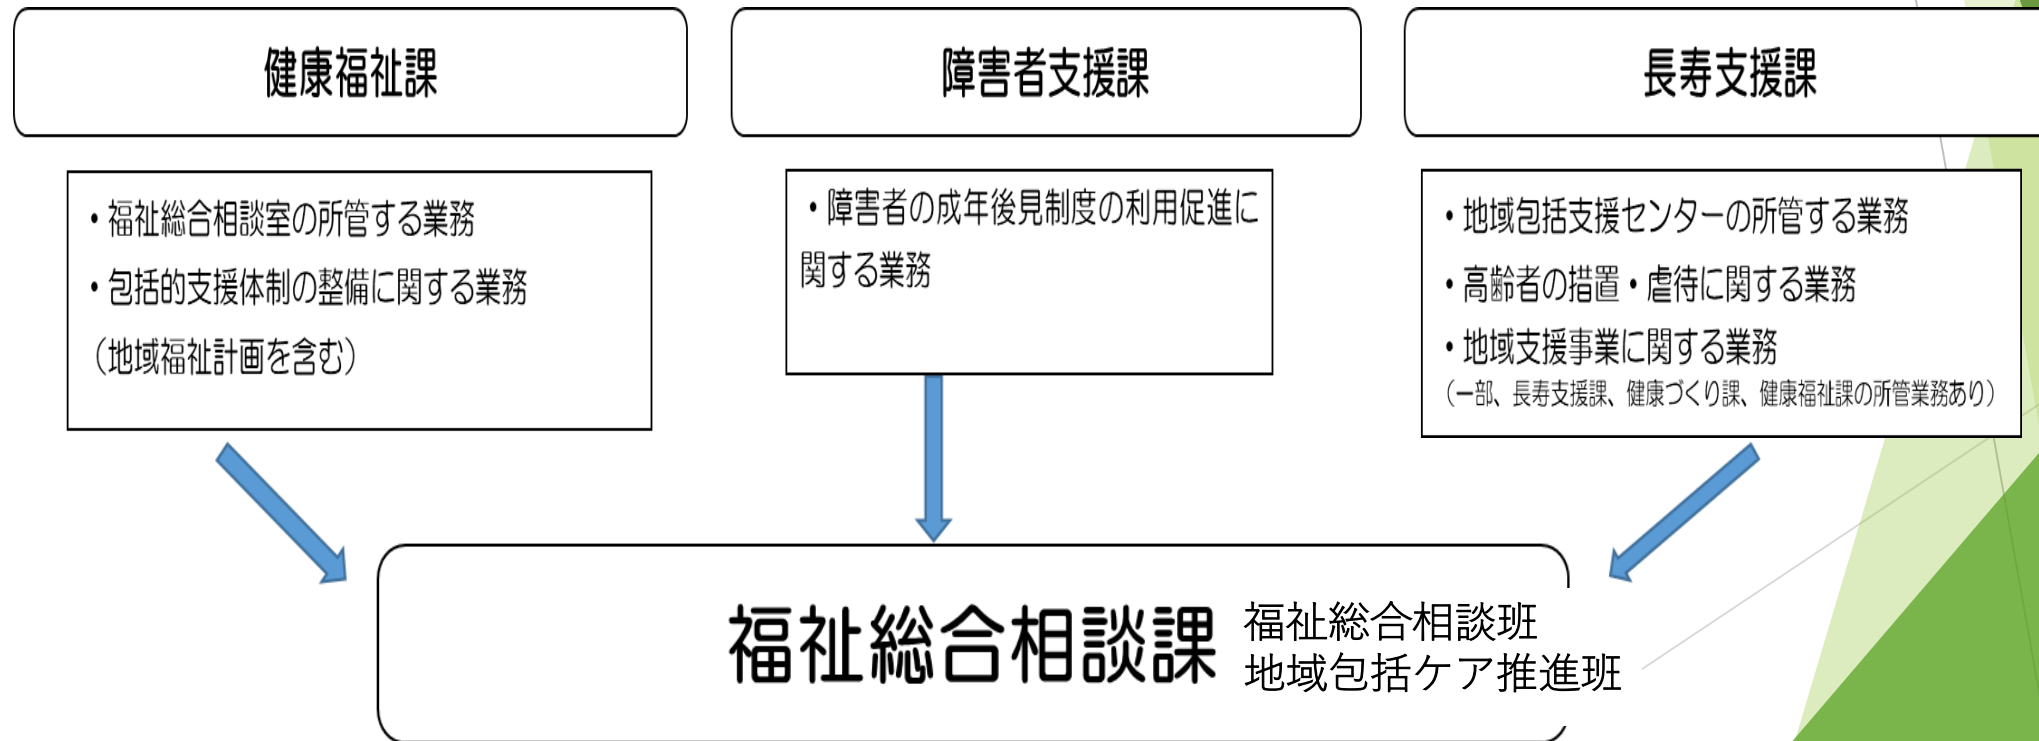 健康福祉課
障害者支援課
長寿支援課
・福祉総合相談室の所管する業務
・包括的支援体制の整備に関する業務
（地域福祉計画を含む）
・障害者の成年後見制度の利用促進に
関する業務
・地域包括支援センターの所管する業務
・高齢者の措置・虐待に関する業務
・地域支援事業に関する業務
（一部、長寿支援課、健康づくり課、健康福祉課の所管業務あり）
福祉総合相談課
福祉総合相談班
地域包括ケア推進班